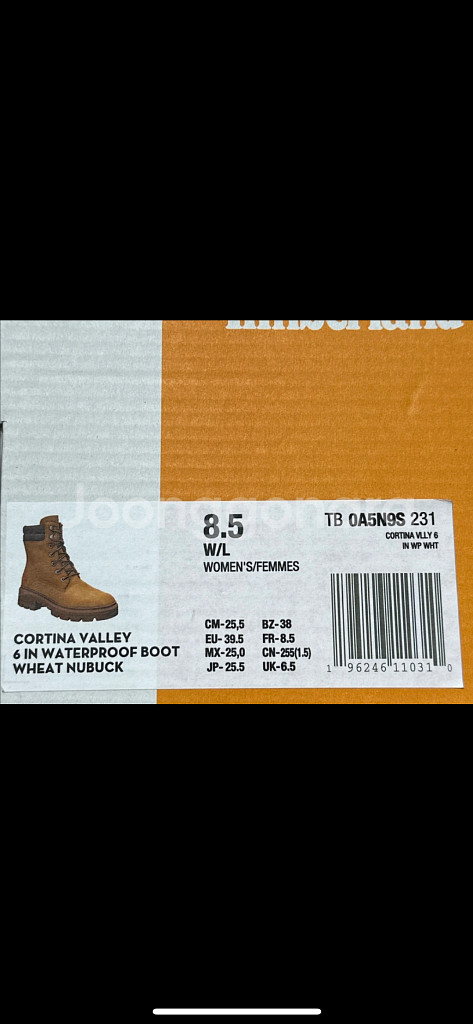 Timberland
Joonggonara
8.5
W/L
WOMEN'S/FEMMES
TB 0A5N9S 231
CORTINA VLLY 6
IN WP WHT
CORTINA VALLEY
6 IN WATERPROOF BOOT
WHEAT NUBUCK
CM-25,5 BZ-38
EU-39.5 FR-8.5
MX-25,0 CN-255(1.5)
JP-25.5 UK-6.5
1 96246 11031 0